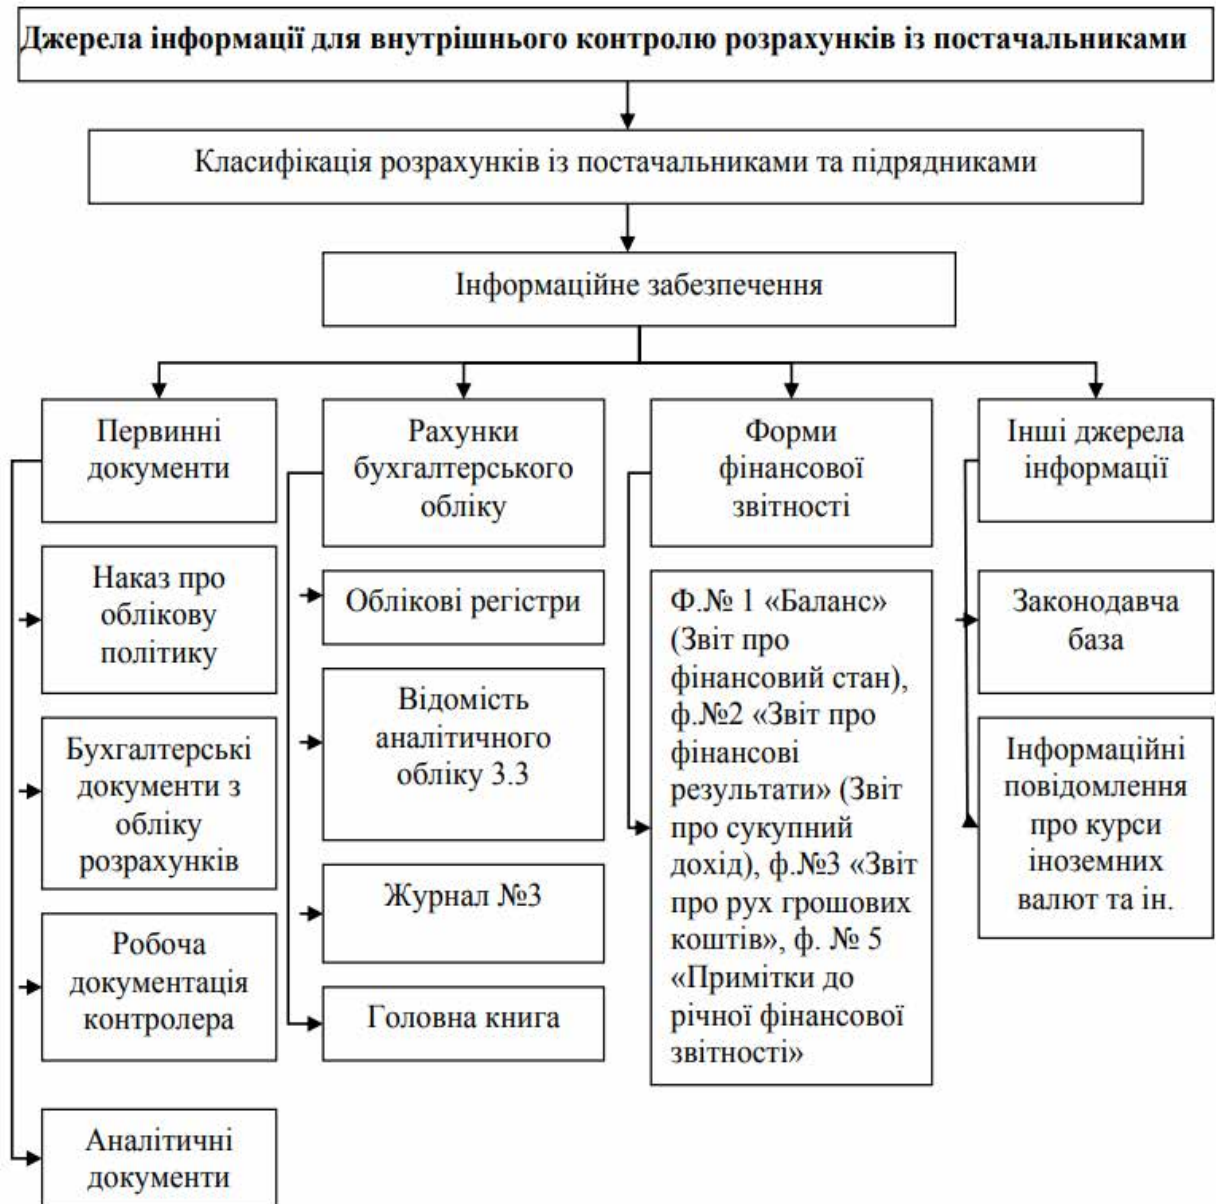 Джерела інформації для внутрішнього контролю розрахунків із постачальниками
Класифікація розрахунків із постачальниками та підрядниками
Інформаційне забезпечення
Первинні
документи
Наказ про
облікову
політику
Бухгалтерські
документи з
обліку
розрахунків
Робоча
документація
контролера
Аналітичні
документи
Рахунки
бухгалтерського
обліку
Облікові регістри
Відомість
аналітичного
обліку 3.3
Журнал №3
Головна книга
Форми
фінансової
звітності
Ф.№ 1 «Баланс»
(Звіт про
фінансовий стан),
ф.№2 «Звіт про
фінансові
результати» (Звіт
про сукупний
дохід), ф.№3 «Звіт
про рух грошових
коштів», ф. № 5
«Примітки до
річної фінансової
звітності»
Інші джерела
інформації
Законодавча
база
Інформаційні
повідомлення
про курси
іноземних
валют та ін.